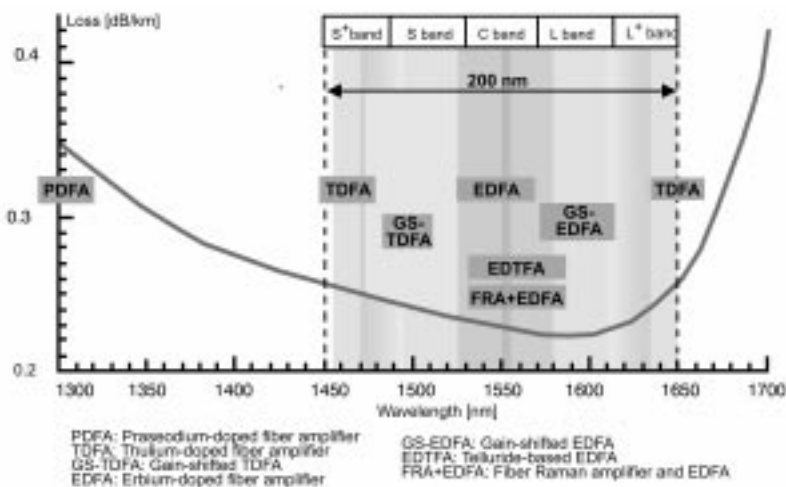 Loss [dB/km]
S+ band S band C band L band L+ band
0.4
200 nm
PDFA TDFA EDFA TDFA
0.3
GS-
TDFA
GS-
EDFA
EDTFA
FRA+EDFA
0.2
1300 1350 1400 1450 1500 1550 1600 1650 1700
Wavelength [nm]
PDFA: Praseodium-doped fiber amplifier
TDFA: Thulium-doped fiber amplifier
GS-TDFA: Gain-shifted TDFA
EDFA: Erbium-doped fiber amplifier
GS-EDFA: Gain-shifted EDFA
EDTFA: Telluride-based EDFA
FRA+EDFA: Fiber Raman amplifier and EDFA